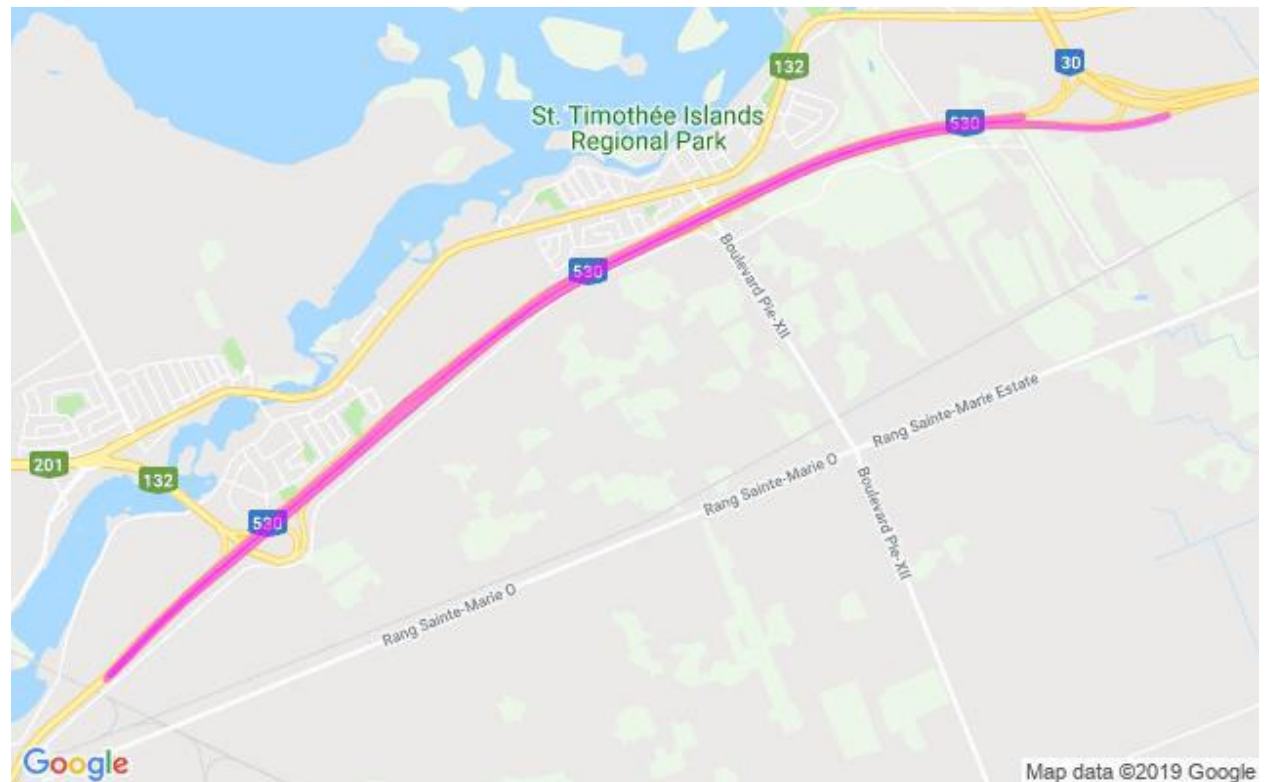 132
30
St. Timothée Islands
Regional Park
530
530
Boulevard Pie-XII
Rang Sainte-Marie Estate
201
132
Rang Sainte-Marie O
530
Boulevard Pie-XII
Rang Sainte-Marie O
Google
Map data ©2019 Google